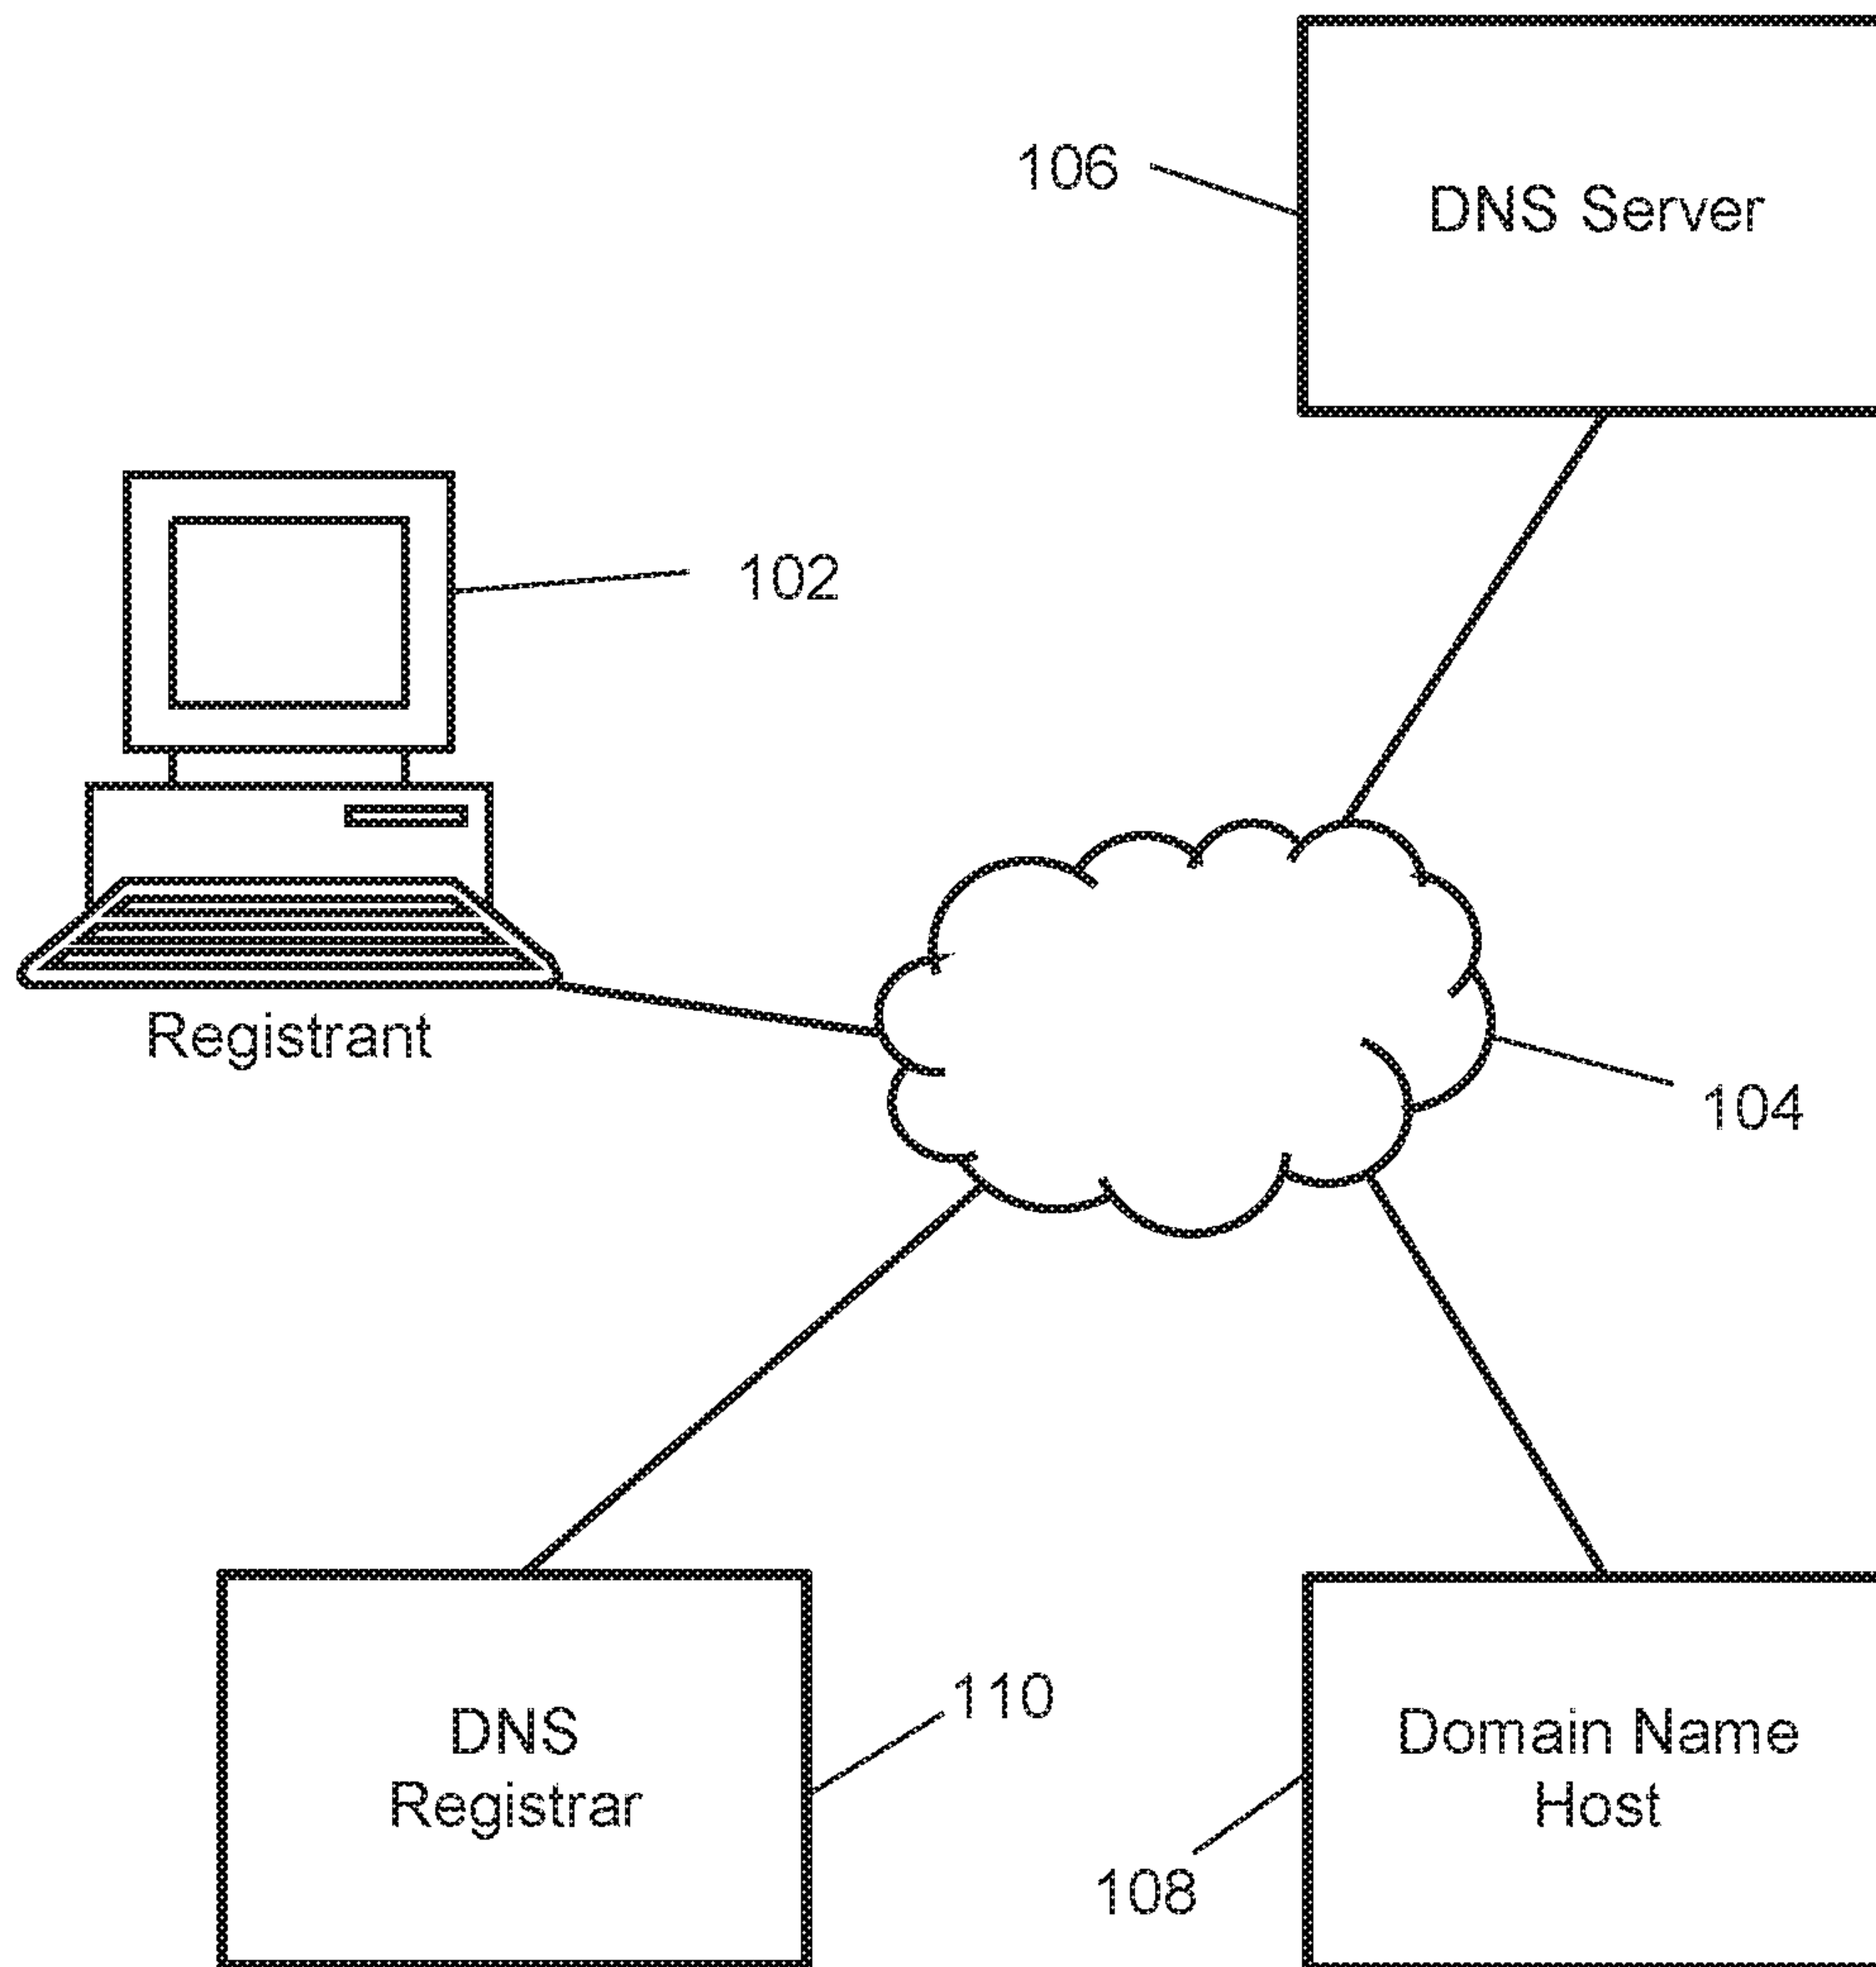 106
DNS Server
102
Registrant
104
DNS
Registrar
110
Domain Name
Host
108